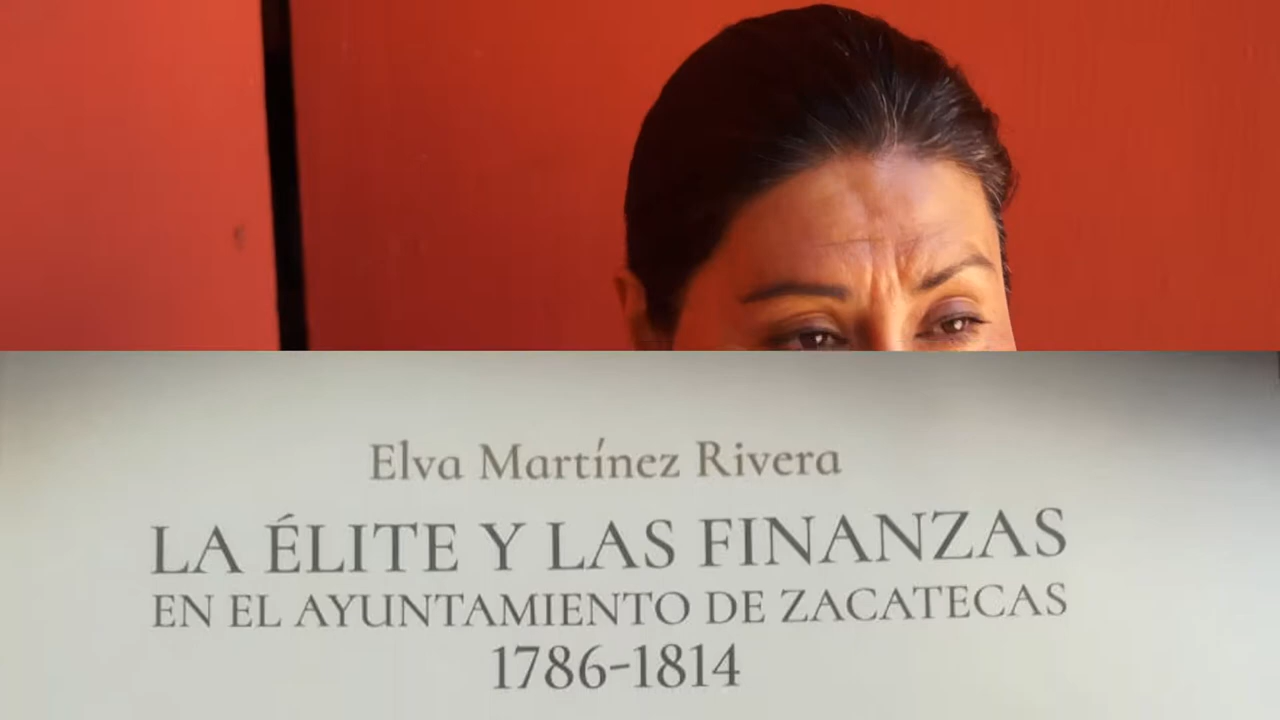 Elva Martínez Rivera
LA ÉLITE Y LAS FINANZAS
EN EL AYUNTAMIENTO DE ZACATECAS
1786-1814